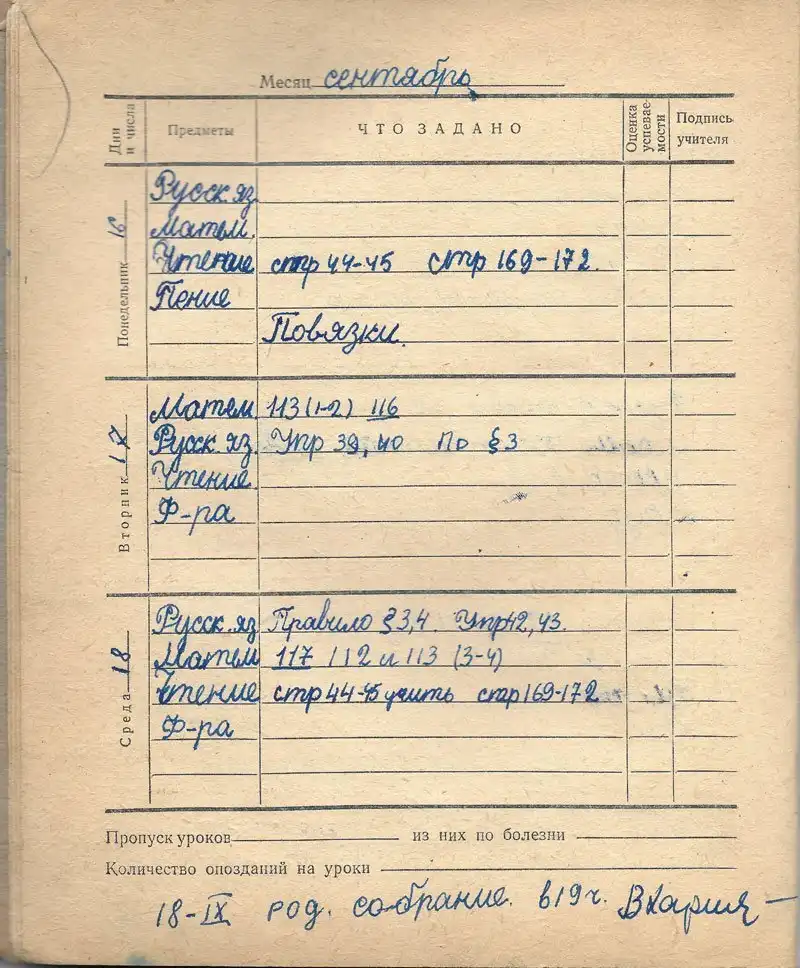 Месяц сентябрь
Дни и числа Предметы ЧТО ЗАДАНО Оценка успеваемости Подпись учителя
Понедельник 16
Русск. яз.
Матем.
Чтение стр 44-45 стр 169-172.
Пение
Повязки.
Вторник 17
Матем 113 (1-2) 116
Русск. яз. Упр 39, 40 по § 3
Чтение.
Ф-ра
Среда 18
Русск. яз Правило § 3,4. Упр 42, 43.
Матем 117 112 и 113 (3-4)
Чтение стр 44-45 учить стр 169-172
Ф-ра
Пропуск уроков из них по болезни
Количество опозданий на уроки
18-IX род. собрание. в 19 ч.